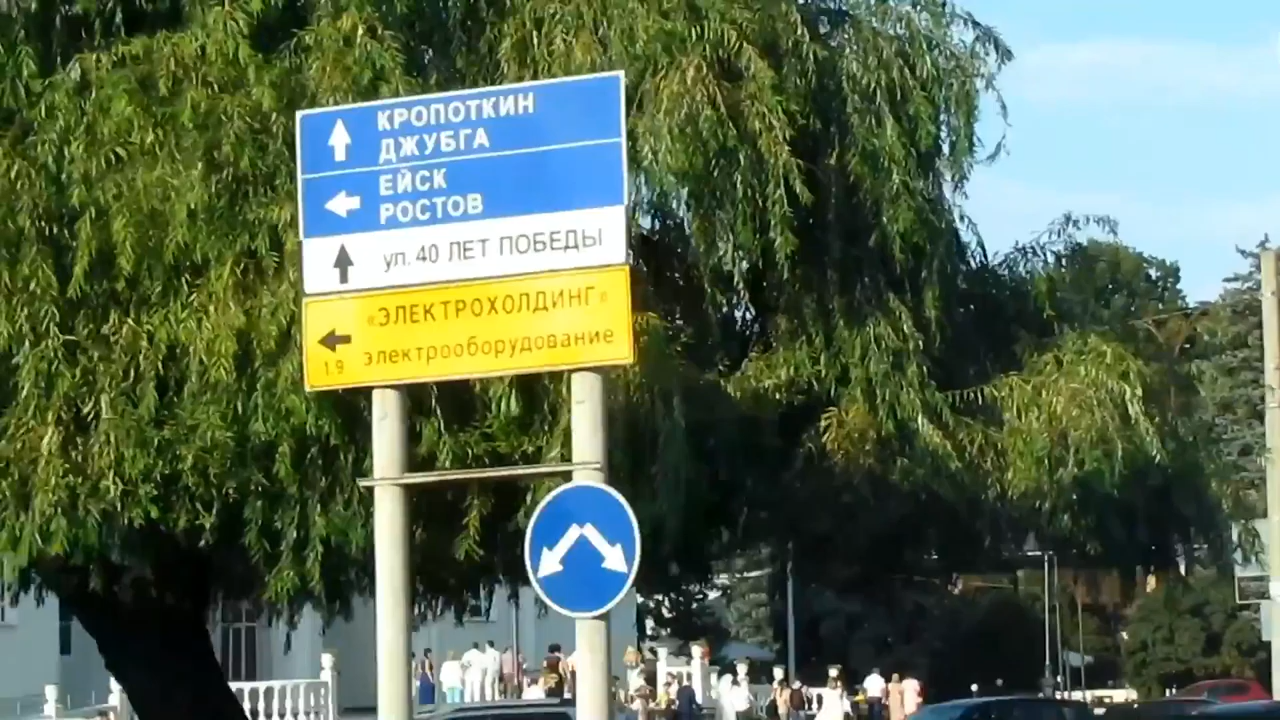 КРОПОТКИН
ДЖУБГА
ЕЙСК
РОСТОВ
ул. 40 ЛЕТ ПОБЕДЫ
«ЭЛЕКТРОХОЛДИНГ»
1.9 электрооборудование